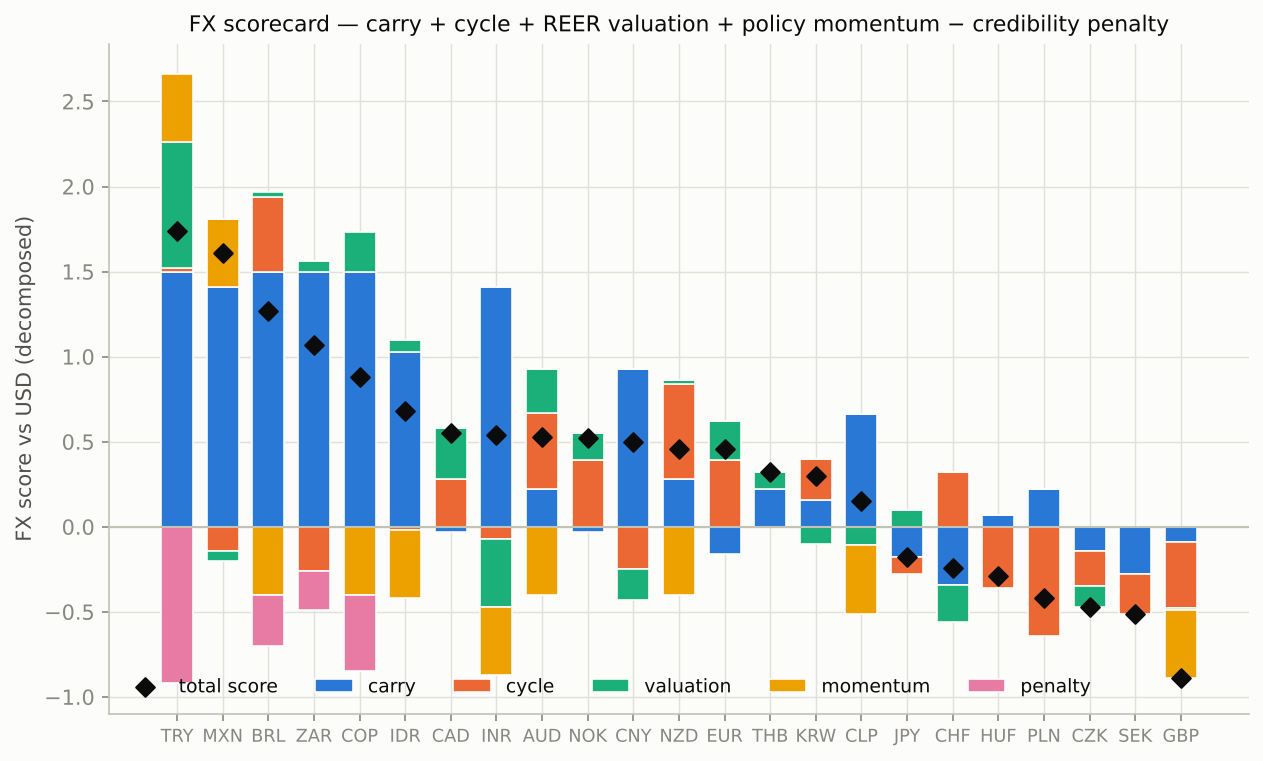 FX scorecard — carry + cycle + REER valuation + policy momentum − credibility penalty
FX score vs USD (decomposed)
2.5
2.0
1.5
1.0
0.5
0.0
−0.5
−1.0
total score carry cycle valuation momentum penalty
TRY MXN BRL ZAR COP IDR CAD INR AUD NOK CNY NZD EUR THB KRW CLP JPY CHF HUF PLN CZK SEK GBP